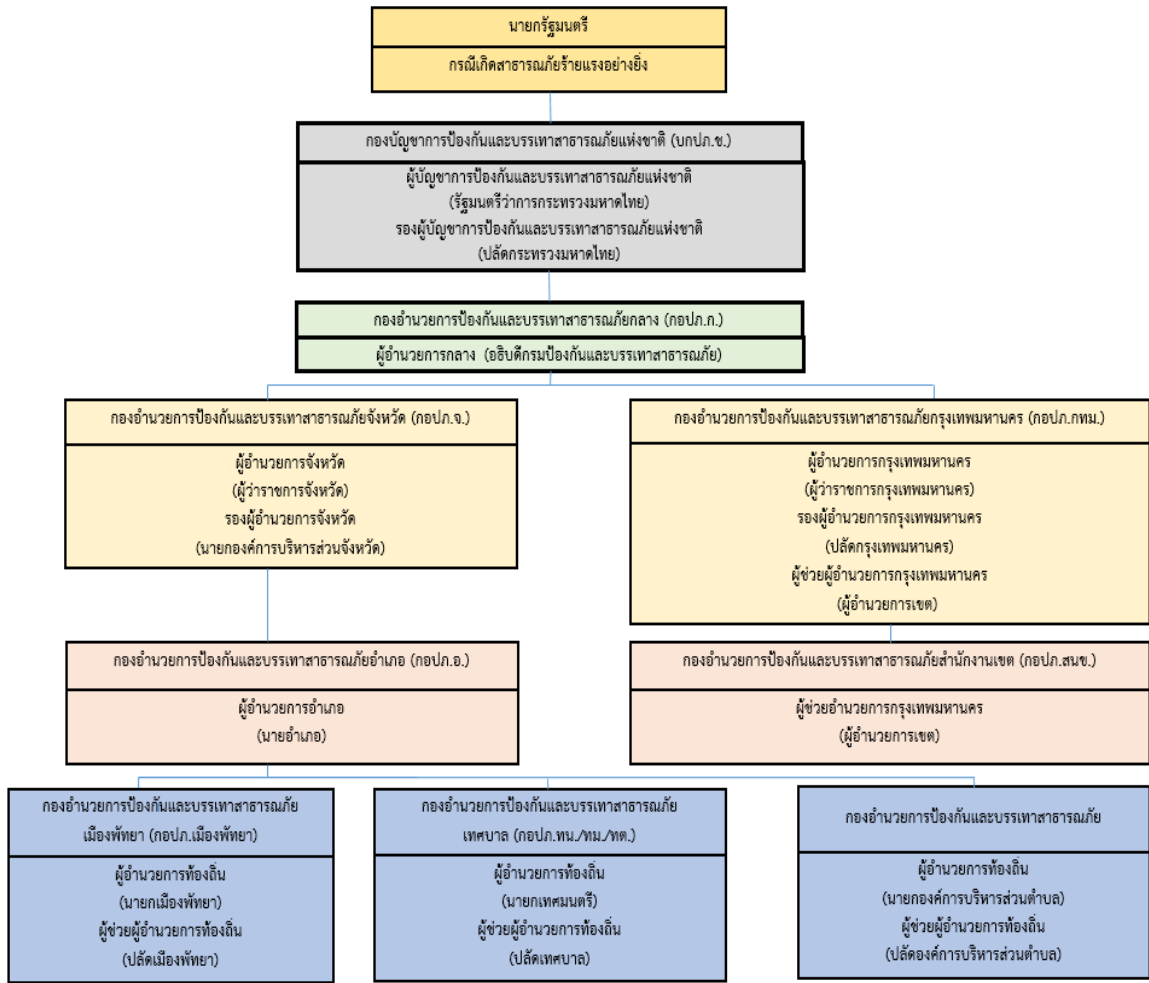 นายกรัฐมนตรี
กรณีเกิดสาธารณภัยร้ายแรงอย่างยิ่ง
กองบัญชาการป้องกันและบรรเทาสาธารณภัยแห่งชาติ (บกปภ.ช.)
ผู้บัญชาการป้องกันและบรรเทาสาธารณภัยแห่งชาติ
(รัฐมนตรีว่าการกระทรวงมหาดไทย)
รองผู้บัญชาการป้องกันและบรรเทาสาธารณภัยแห่งชาติ
(ปลัดกระทรวงมหาดไทย)
กองอำนวยการป้องกันและบรรเทาสาธารณภัยกลาง (กอปภ.ก.)
ผู้อำนวยการกลาง (อธิบดีกรมป้องกันและบรรเทาสาธารณภัย)
กองอำนวยการป้องกันและบรรเทาสาธารณภัยจังหวัด (กอปภ.จ.)
ผู้อำนวยการจังหวัด
(ผู้ว่าราชการจังหวัด)
รองผู้อำนวยการจังหวัด
(นายกองค์การบริหารส่วนจังหวัด)
กองอำนวยการป้องกันและบรรเทาสาธารณภัยกรุงเทพมหานคร (กอปภ.กทม.)
ผู้อำนวยการกรุงเทพมหานคร
(ผู้ว่าราชการกรุงเทพมหานคร)
รองผู้อำนวยการกรุงเทพมหานคร
(ปลัดกรุงเทพมหานคร)
ผู้ช่วยผู้อำนวยการกรุงเทพมหานคร
(ผู้อำนวยการเขต)
กองอำนวยการป้องกันและบรรเทาสาธารณภัยอำเภอ (กอปภ.อ.)
ผู้อำนวยการอำเภอ
(นายอำเภอ)
กองอำนวยการป้องกันและบรรเทาสาธารณภัยสำนักงานเขต (กอปภ.สนข.)
ผู้ช่วยอำนวยการกรุงเทพมหานคร
(ผู้อำนวยการเขต)
กองอำนวยการป้องกันและบรรเทาสาธารณภัย
เมืองพัทยา (กอปภ.เมืองพัทยา)
ผู้อำนวยการท้องถิ่น
(นายกเมืองพัทยา)
ผู้ช่วยผู้อำนวยการท้องถิ่น
(ปลัดเมืองพัทยา)
กองอำนวยการป้องกันและบรรเทาสาธารณภัย
เทศบาล (กอปภ.ทน./ทม./ทต.)
ผู้อำนวยการท้องถิ่น
(นายกเทศมนตรี)
ผู้ช่วยผู้อำนวยการท้องถิ่น
(ปลัดเทศบาล)
กองอำนวยการป้องกันและบรรเทาสาธารณภัย
ผู้อำนวยการท้องถิ่น
(นายกองค์การบริหารส่วนตำบล)
ผู้ช่วยผู้อำนวยการท้องถิ่น
(ปลัดองค์การบริหารส่วนตำบล)